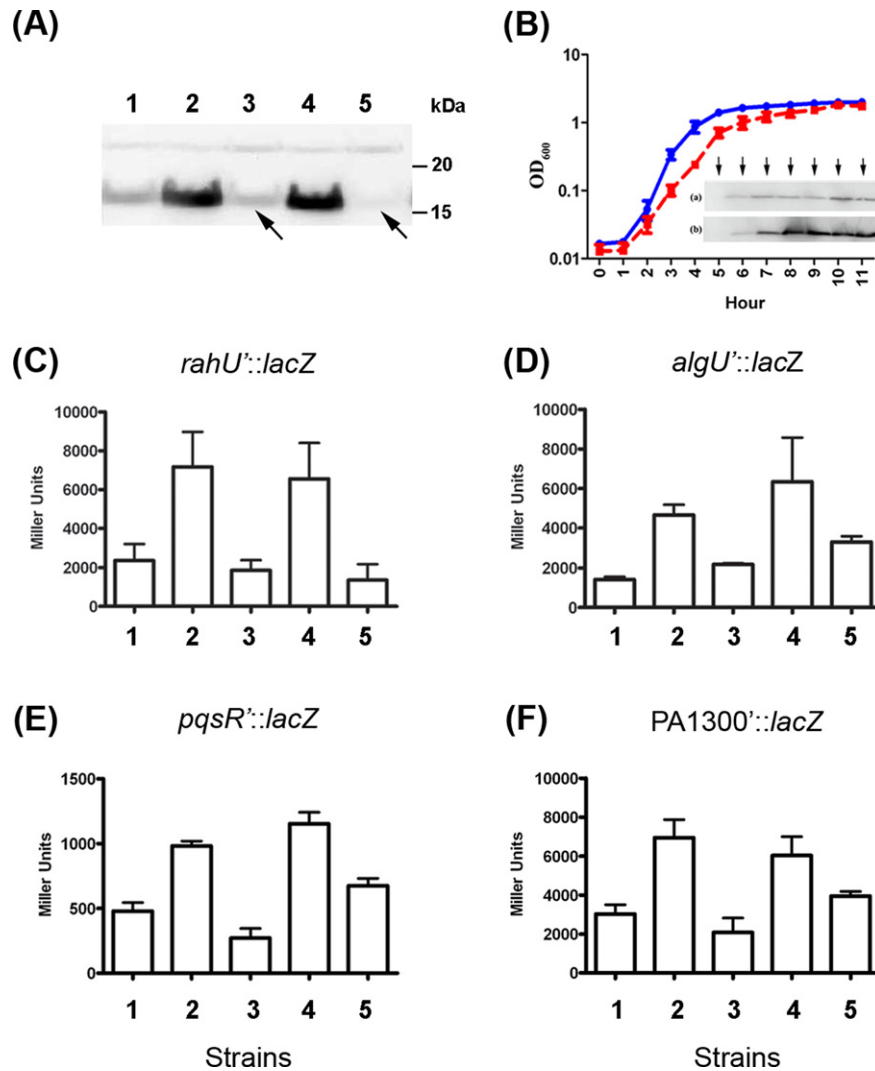 (A)
1 2 3 4 5 kDa
20
15
(B)
10
1
0.1
0.01
OD600
(a)
(b)
0 1 2 3 4 5 6 7 8 9 10 11
Hour
(C)
rahU'::lacZ
10000
8000
6000
4000
2000
0
Miller Units
1 2 3 4 5
(D)
algU'::lacZ
10000
8000
6000
4000
2000
0
Miller Units
1 2 3 4 5
(E)
pqsR'::lacZ
1500
1000
500
0
Miller Units
1 2 3 4 5
Strains
(F)
PA1300'::lacZ
10000
8000
6000
4000
2000
0
Miller Units
1 2 3 4 5
Strains